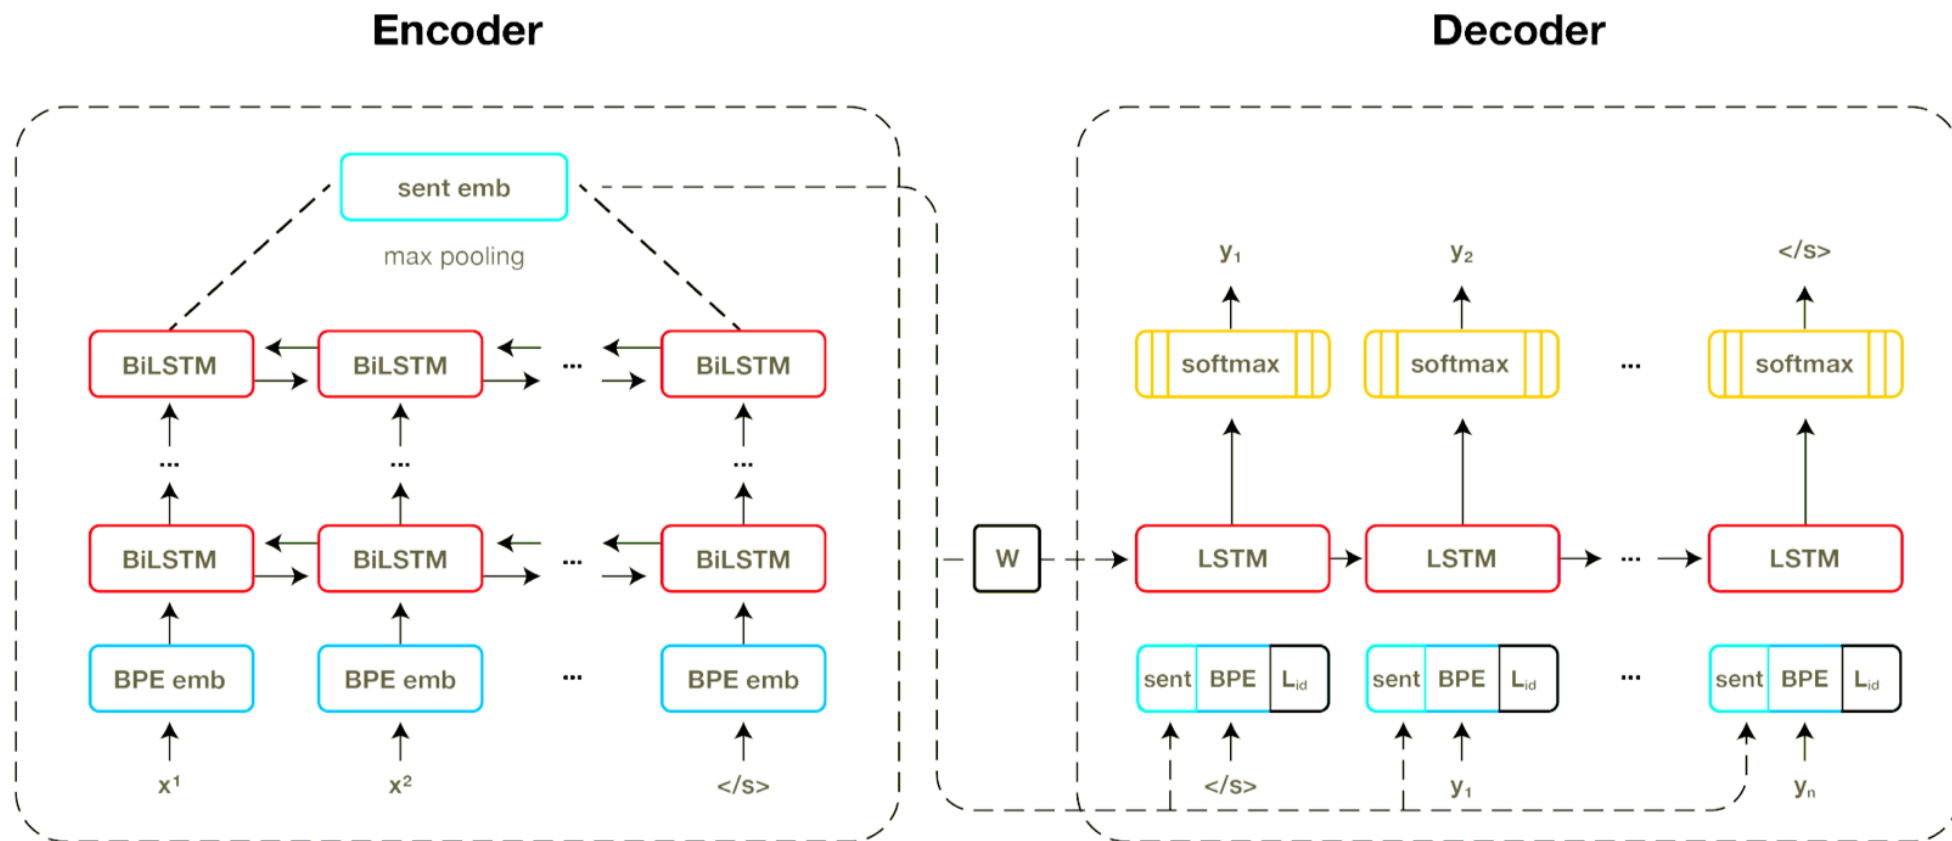 Encoder
sent emb
max pooling
BiLSTM BiLSTM ... BiLSTM
... ... ...
BiLSTM BiLSTM ... BiLSTM
BPE emb BPE emb ... BPE emb
x¹ x² </s>
W
Decoder
y₁ y₂ </s>
softmax softmax ... softmax
LSTM LSTM ... LSTM
sent BPE L_id sent BPE L_id ... sent BPE L_id
</s> y₁ yₙ